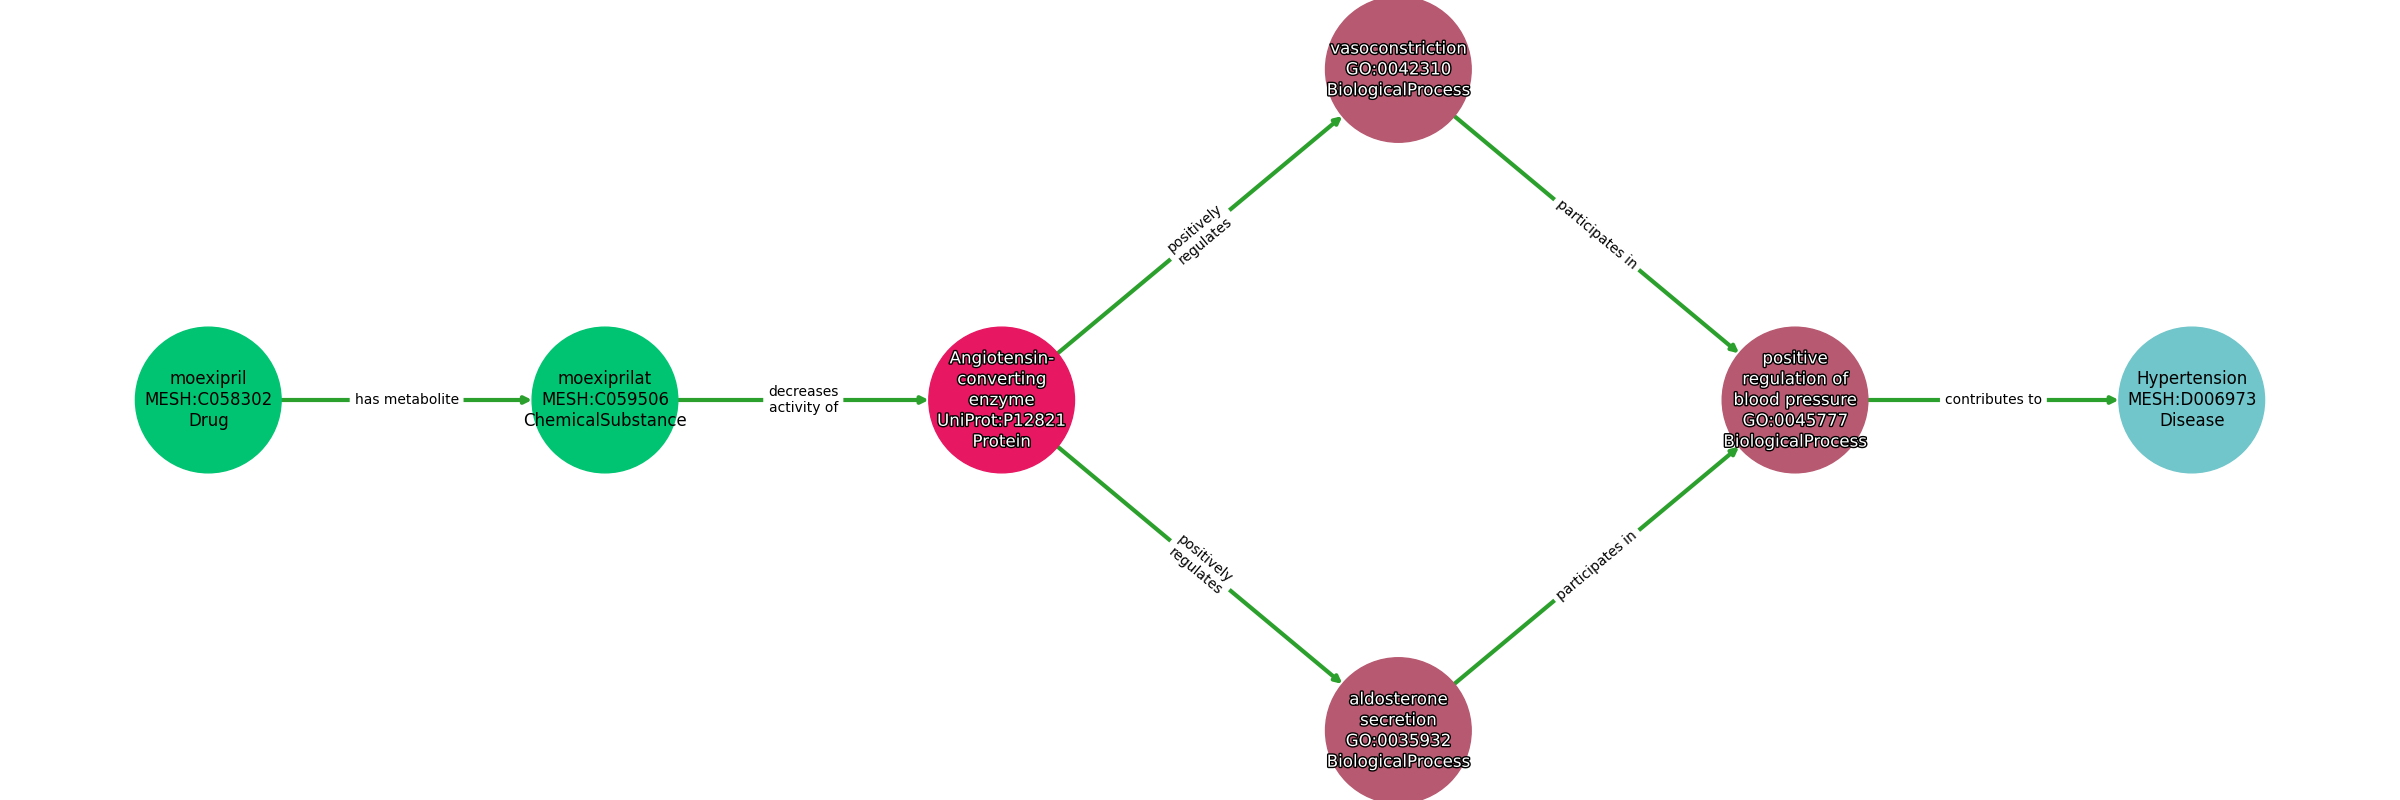 moexipril
MESH:C058302
Drug
has metabolite
moexiprilat
MESH:C059506
ChemicalSubstance
decreases
activity of
Angiotensin-
converting
enzyme
UniProt:P12821
Protein
positively
regulates
vasoconstriction
GO:0042310
BiologicalProcess
participates in
positively
regulates
aldosterone
secretion
GO:0035932
BiologicalProcess
participates in
positive
regulation of
blood pressure
GO:0045777
BiologicalProcess
contributes to
Hypertension
MESH:D006973
Disease